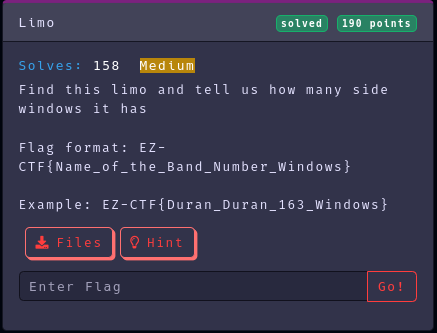 Limo
solved
190 points
Solves: 158 Medium
Find this limo and tell us how many side
windows it has
Flag format: EZ-
CTF{Name_of_the_Band_Number_Windows}
Example: EZ-CTF{Duran_Duran_163_Windows}
Files
Hint
Enter Flag
Go!